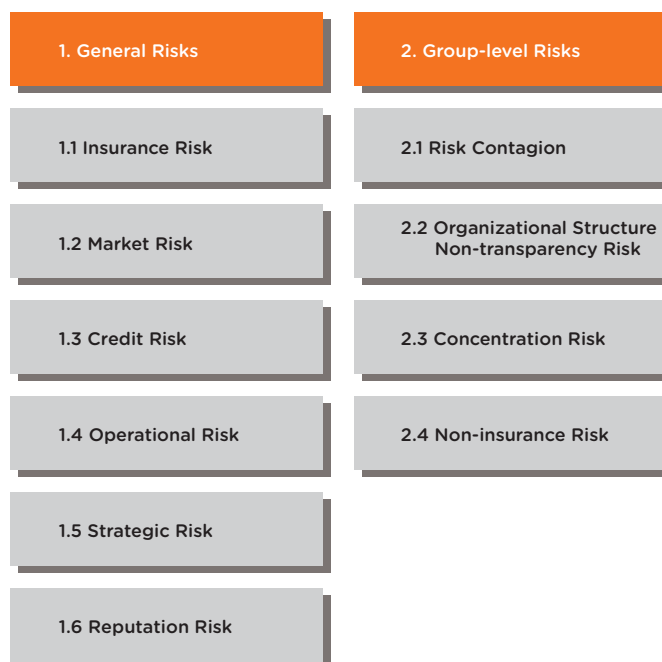 1. General Risks
1.1 Insurance Risk
1.2 Market Risk
1.3 Credit Risk
1.4 Operational Risk
1.5 Strategic Risk
1.6 Reputation Risk
2. Group-level Risks
2.1 Risk Contagion
2.2 Organizational Structure
Non-transparency Risk
2.3 Concentration Risk
2.4 Non-insurance Risk